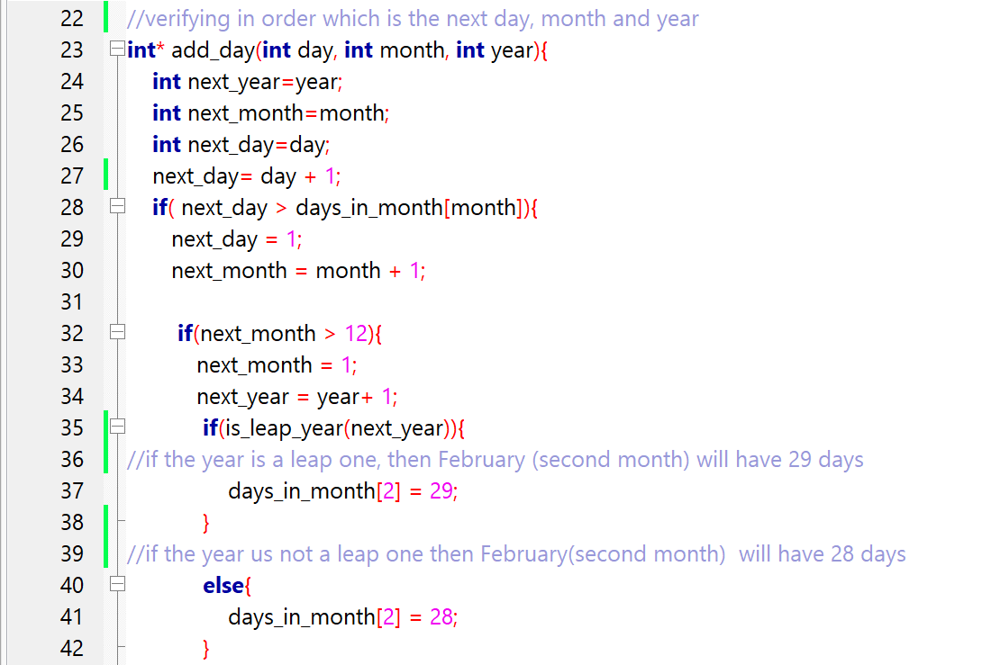 22 //verifying in order which is the next day, month and year
23 int* add_day(int day, int month, int year){
24 int next_year=year;
25 int next_month=month;
26 int next_day=day;
27 next_day= day + 1;
28 if( next_day > days_in_month[month]){
29 next_day = 1;
30 next_month = month + 1;
31
32 if(next_month > 12){
33 next_month = 1;
34 next_year = year+ 1;
35 if(is_leap_year(next_year)){
36 //if the year is a leap one, then February (second month) will have 29 days
37 days_in_month[2] = 29;
38 }
39 //if the year us not a leap one then February(second month)  will have 28 days
40 else{
41 days_in_month[2] = 28;
42 }